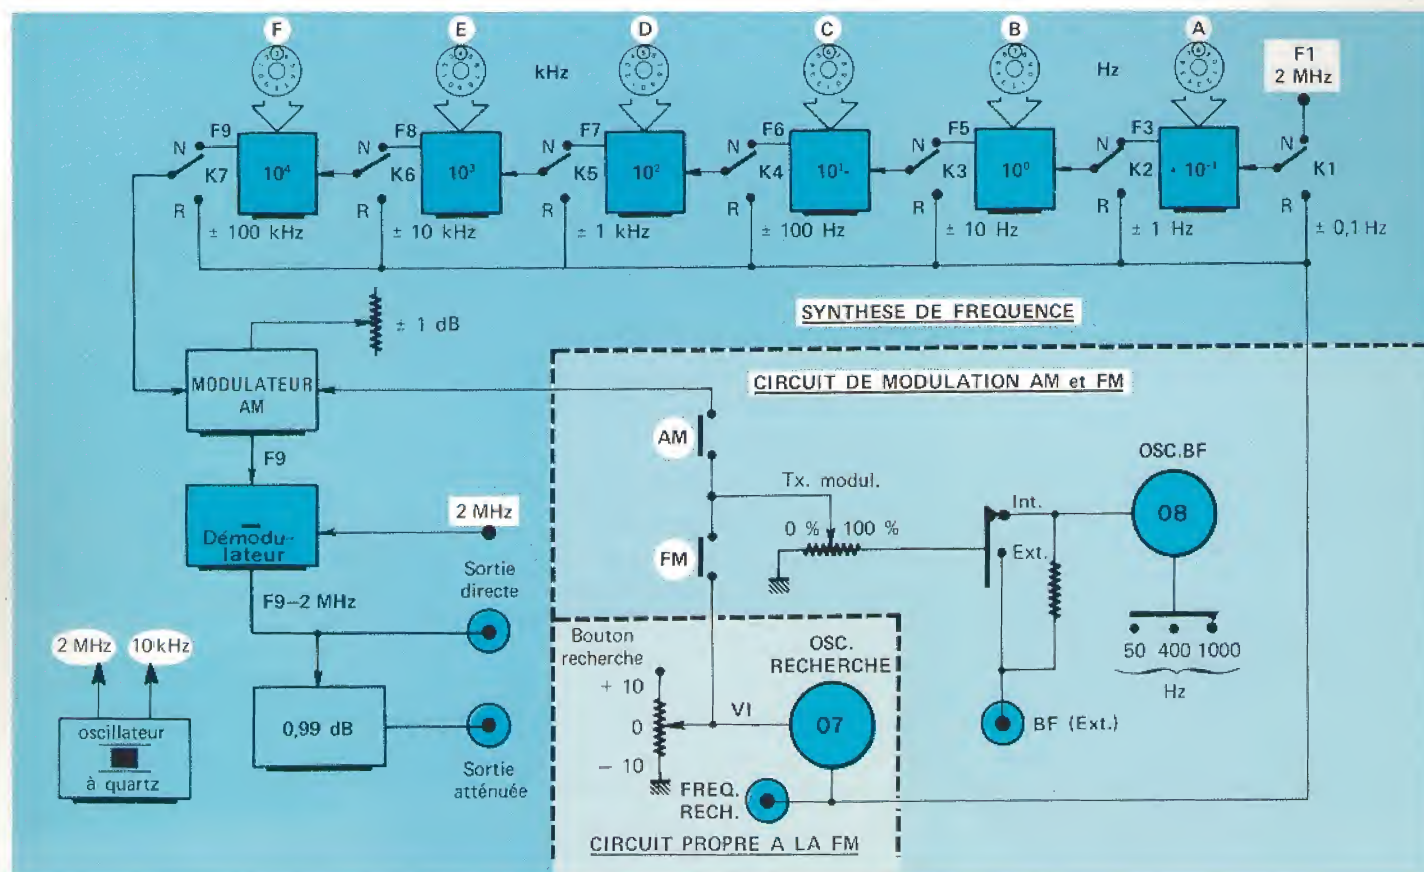 F E D C B A
kHz
Hz
F1
2 MHz
N F9 N F8 N F7 N F6 N F5 N F3 N
10⁴ 10³ 10² 10¹ 10⁰ 10⁻¹
K7 K6 K5 K4 K3 K2 K1
R R R R R R R
± 100 kHz ± 10 kHz ± 1 kHz ± 100 Hz ± 10 Hz ± 1 Hz ± 0,1 Hz
SYNTHESE DE FREQUENCE
± 1 dB
MODULATEUR
AM
F9
Démodu-
lateur
2 MHz
F9–2 MHz
Sortie
directe
0,99 dB
Sortie
atténuée
2 MHz 10 kHz
oscillateur
à quartz
CIRCUIT DE MODULATION AM et FM
AM
FM
Tx. modul.
0 % 100 %
Int.
Ext.
OSC.BF
08
50 400 1000
Hz
BF (Ext.)
Bouton
recherche
+ 10
0
– 10
VI
OSC.
RECHERCHE
07
FREQ.
RECH.
CIRCUIT PROPRE A LA FM